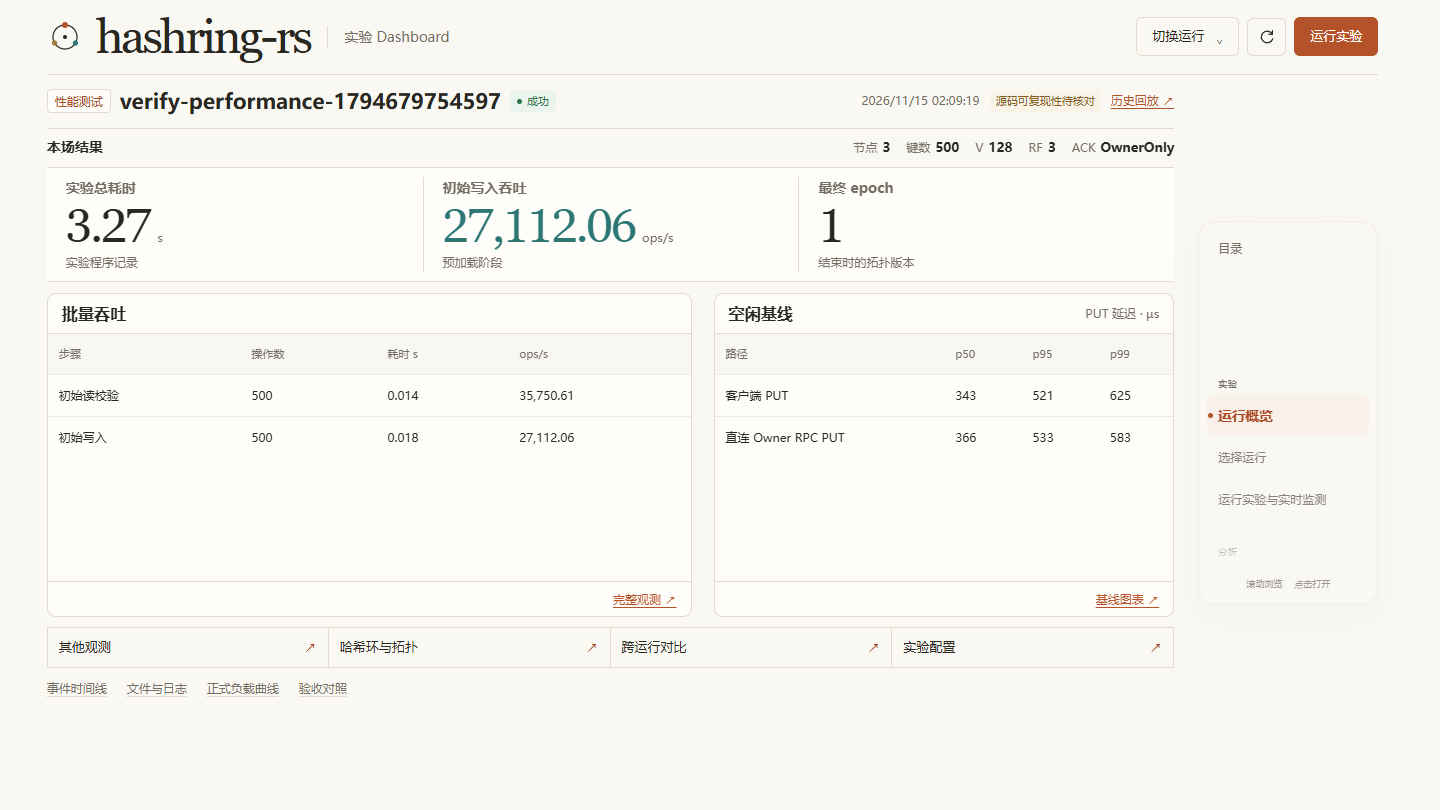 hashring-rs 实验 Dashboard 切换运行 运行实验
性能测试 verify-performance-1794679754597 成功 2026/11/15 02:09:19 源码可复现性待核对 历史回放 ↗
本场结果 节点 3 键数 500 V 128 RF 3 ACK OwnerOnly
实验总耗时 初始写入吞吐 最终 epoch
3.27 s 27,112.06 ops/s 1
实验程序记录 预加载阶段 结束时的拓扑版本
批量吞吐
步骤 操作数 耗时 s ops/s
初始读校验 500 0.014 35,750.61
初始写入 500 0.018 27,112.06
完整观测 ↗
空闲基线 PUT 延迟 · μs
路径 p50 p95 p99
客户端 PUT 343 521 625
直连 Owner RPC PUT 366 533 583
基线图表 ↗
其他观测 ↗ 哈希环与拓扑 ↗ 跨运行对比 ↗ 实验配置 ↗
事件时间线 文件与日志 正式负载曲线 验收对照
目录
实验
运行概览
选择运行
运行实验与实时监测
分析
滚动浏览 点击打开